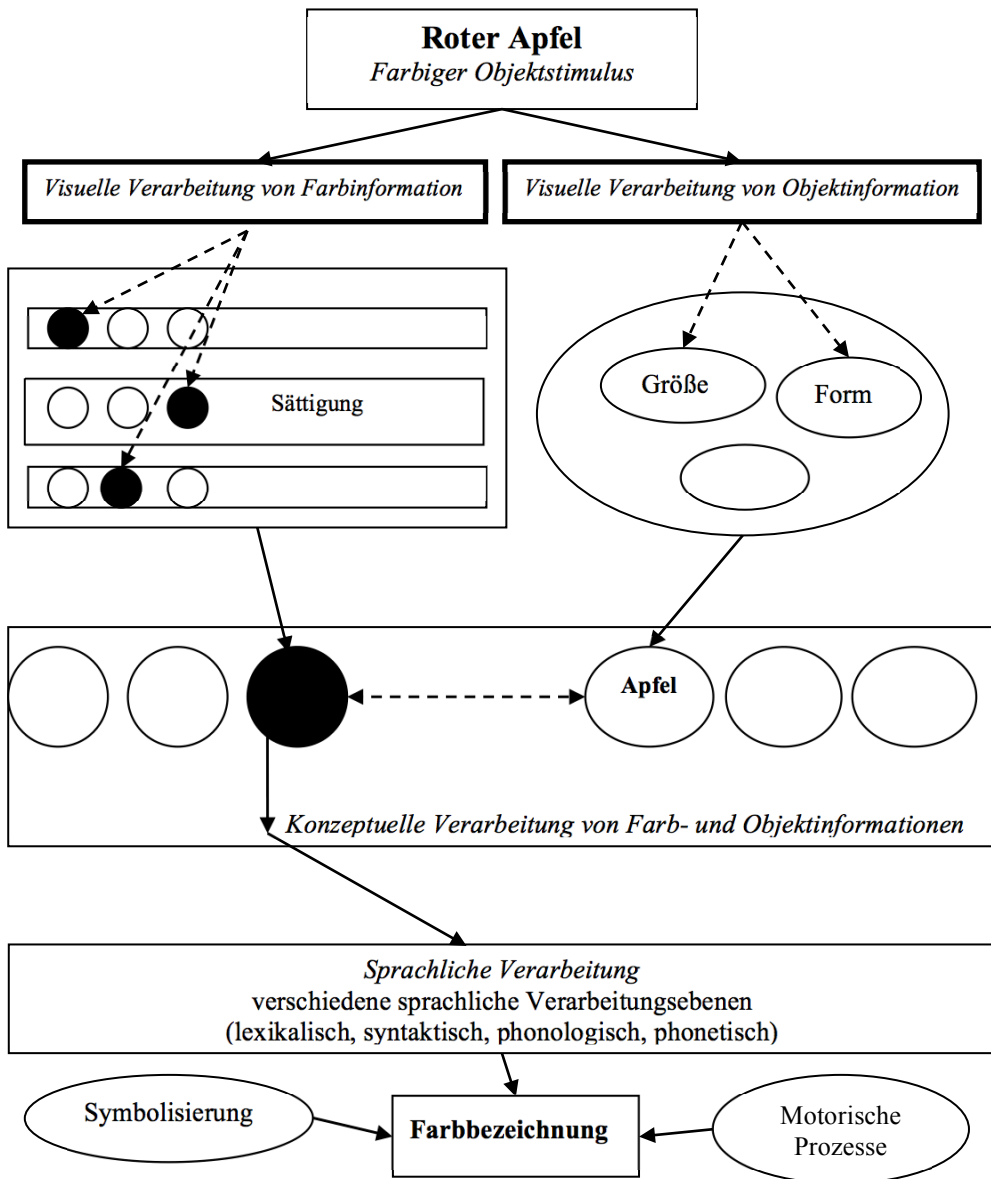 Roter Apfel
Farbiger Objektstimulus
Visuelle Verarbeitung von Farbinformation
Visuelle Verarbeitung von Objektinformation
Größe
Form
Sättigung
Apfel
Konzeptuelle Verarbeitung von Farb- und Objektinformationen
Sprachliche Verarbeitung
verschiedene sprachliche Verarbeitungsebenen
(lexikalisch, syntaktisch, phonologisch, phonetisch)
Symbolisierung
Farbbezeichnung
Motorische
Prozesse